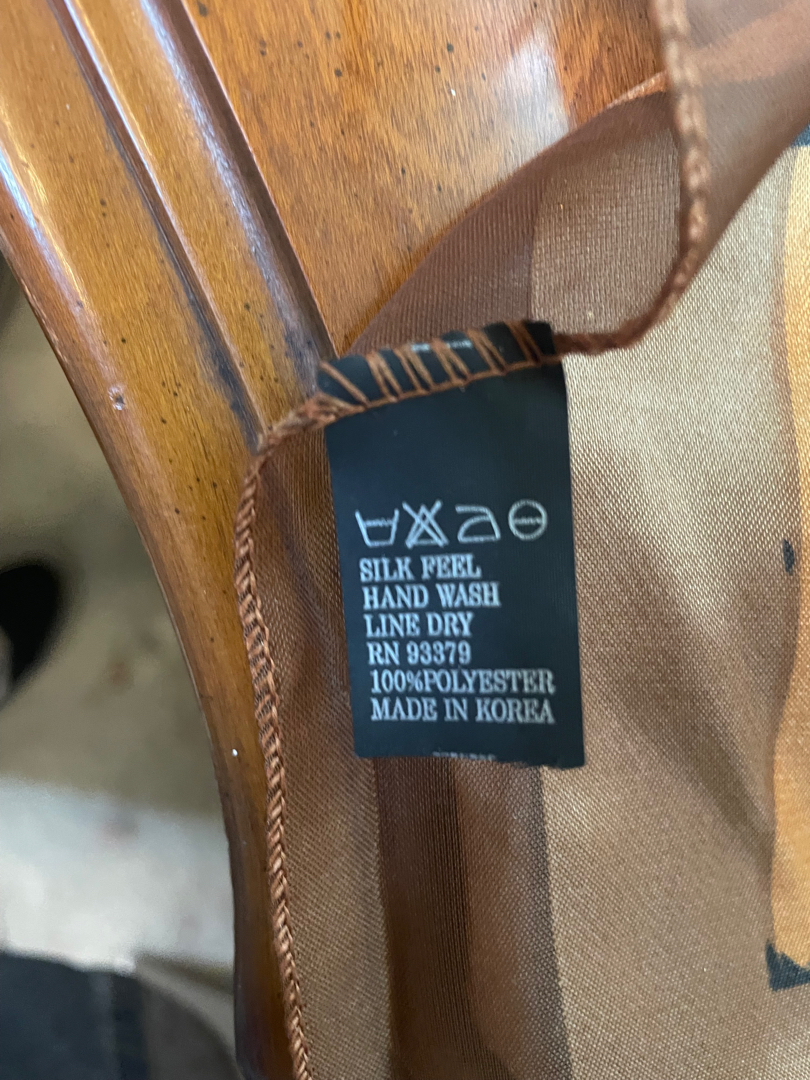 SILK FEEL
HAND WASH
LINE DRY
RN 93379
100%POLYESTER
MADE IN KOREA